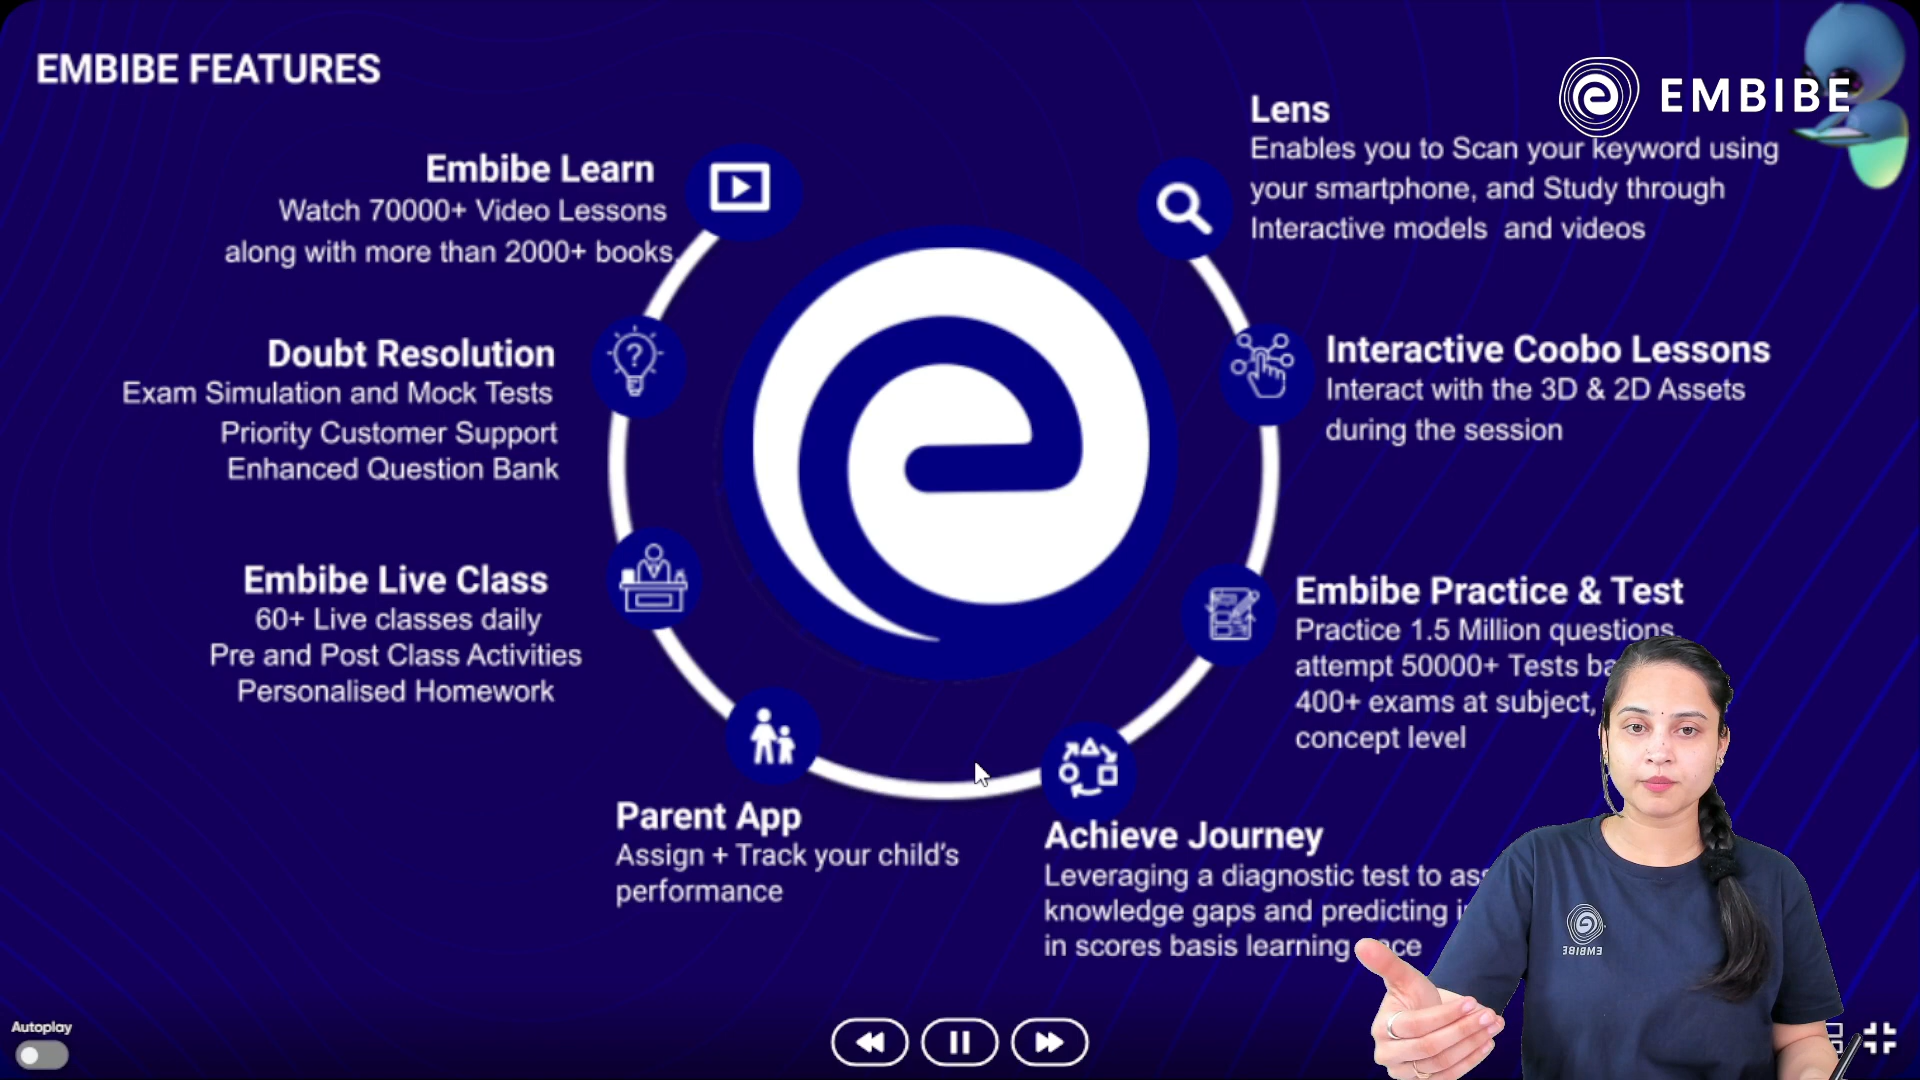 EMBIBE FEATURES
EMBIBE
Embibe Learn
Watch 70000+ Video Lessons
along with more than 2000+ books.
Doubt Resolution
Exam Simulation and Mock Tests
Priority Customer Support
Enhanced Question Bank
Embibe Live Class
60+ Live classes daily
Pre and Post Class Activities
Personalised Homework
Parent App
Assign + Track your child's
performance
Lens
Enables you to Scan your keyword using
your smartphone, and Study through
Interactive models and videos
Interactive Coobo Lessons
Interact with the 3D & 2D Assets
during the session
Embibe Practice & Test
Practice 1.5 Million questions
attempt 50000+ Tests
400+ exams at subject,
concept level
Achieve Journey
Leveraging a diagnostic test to
knowledge gaps and predicting
in scores basis learning
EMBIBE
Autoplay